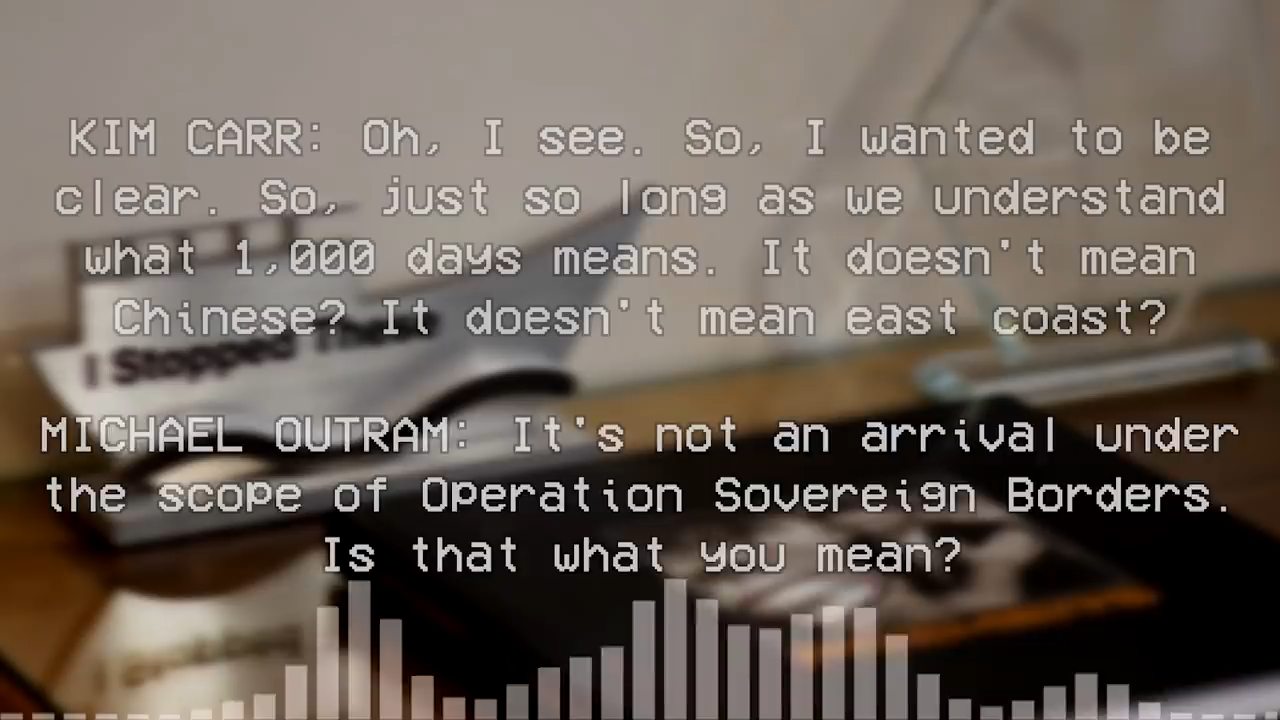 KIM CARR: Oh, I see. So, I wanted to be
clear. So, just so long as we understand
what 1,000 days means. It doesn't mean
Chinese? It doesn't mean east coast?
I Stopped These
MICHAEL OUTRAM: It's not an arrival under
the scope of Operation Sovereign Borders.
Is that what you mean?